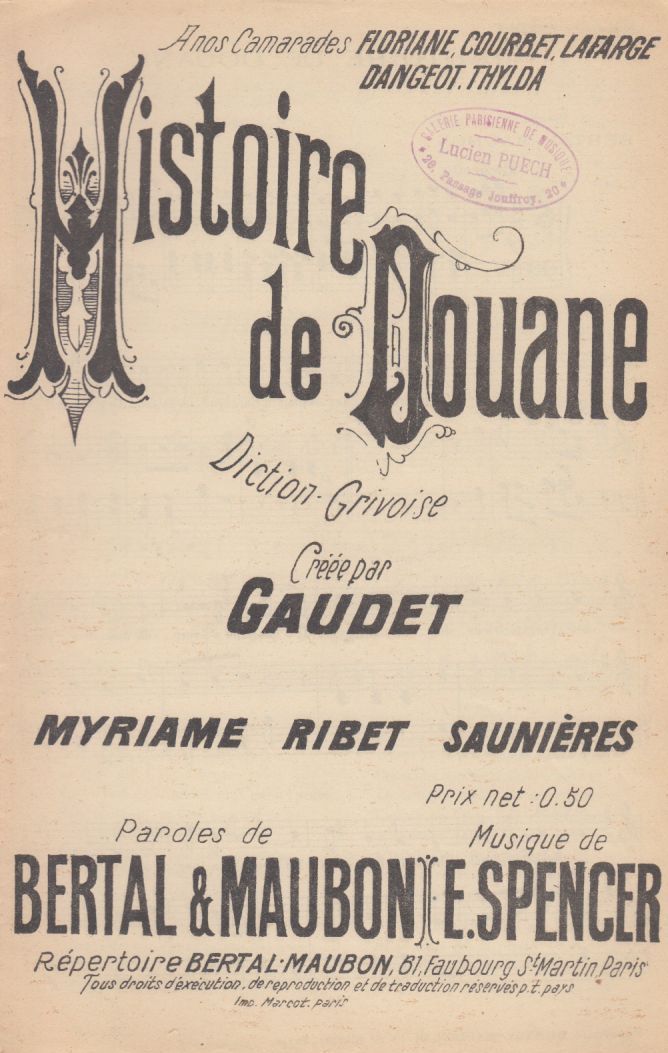 A nos Camarades FLORIANE, COURBET, LAFARGE
DANGEOT. THYLDA
GALERIE PARISIENNE DE MUSIQUE
Lucien PUECH
* 20, Passage Jouffroy, 20 *
Histoire
de Douane
Diction-Grivoise
Créée par
GAUDET
MYRIAME RIBET SAUNIÈRES
Prix net : 0.50
Paroles de
Musique de
BERTAL & MAUBON
E. SPENCER
Répertoire BERTAL-MAUBON, 61, Faubourg St Martin, Paris
Tous droits d'exécution, de reproduction et de traduction réservés p. t. pays
Imp. Marcot. Paris